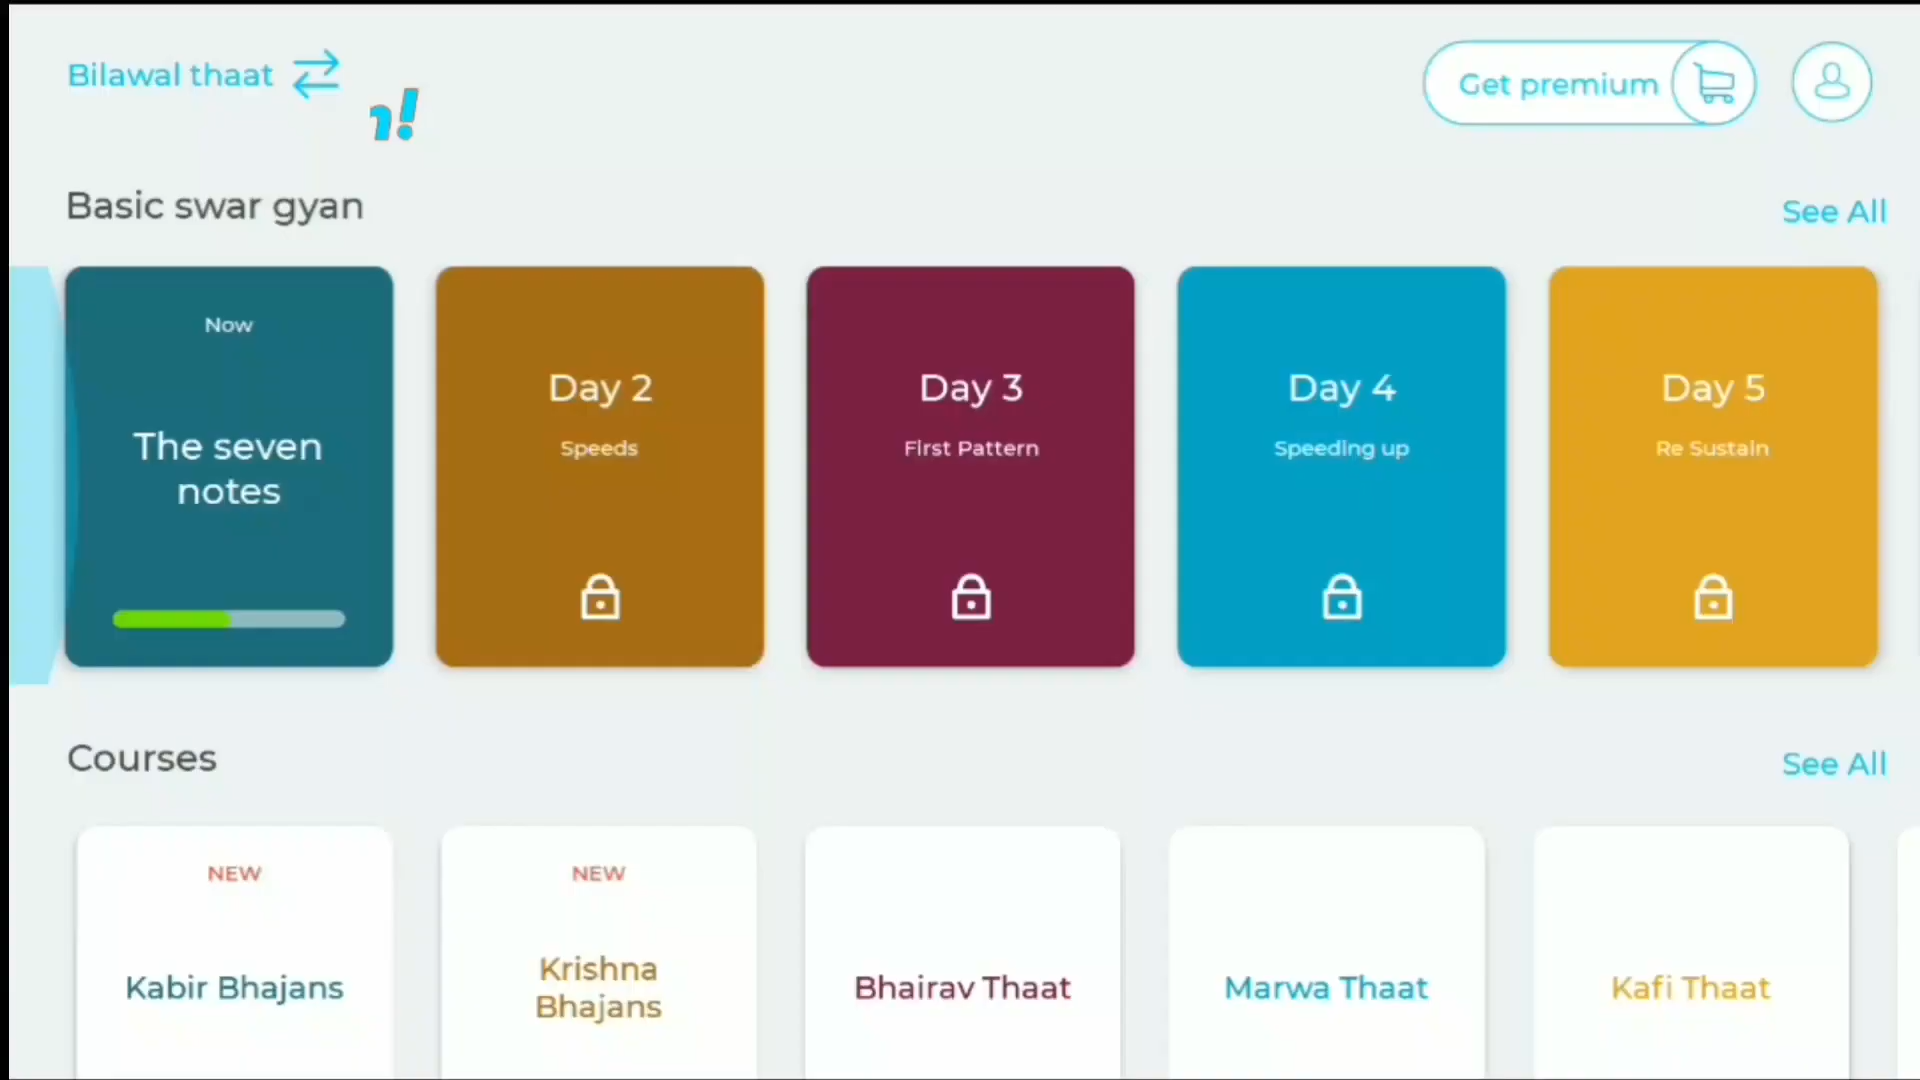 Bilawal thaat
Get premium
Basic swar gyan
See All
Now
The seven
notes
Day 2
Speeds
Day 3
First Pattern
Day 4
Speeding up
Day 5
Re Sustain
Courses
See All
NEW
Kabir Bhajans
NEW
Krishna
Bhajans
Bhairav Thaat
Marwa Thaat
Kafi Thaat